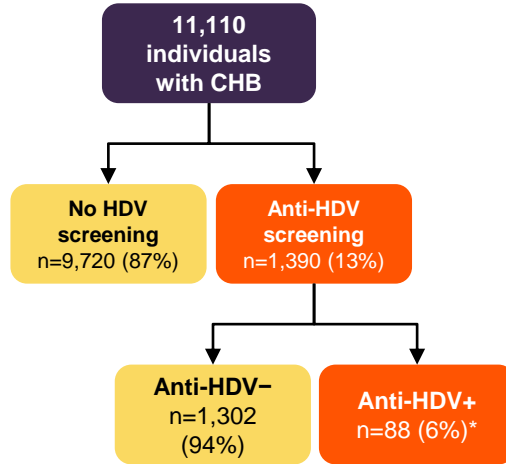 11,110
individuals
with CHB
No HDV
screening
n=9,720 (87%)
Anti-HDV
screening
n=1,390 (13%)
Anti-HDV−
n=1,302
(94%)
Anti-HDV+
n=88 (6%)*